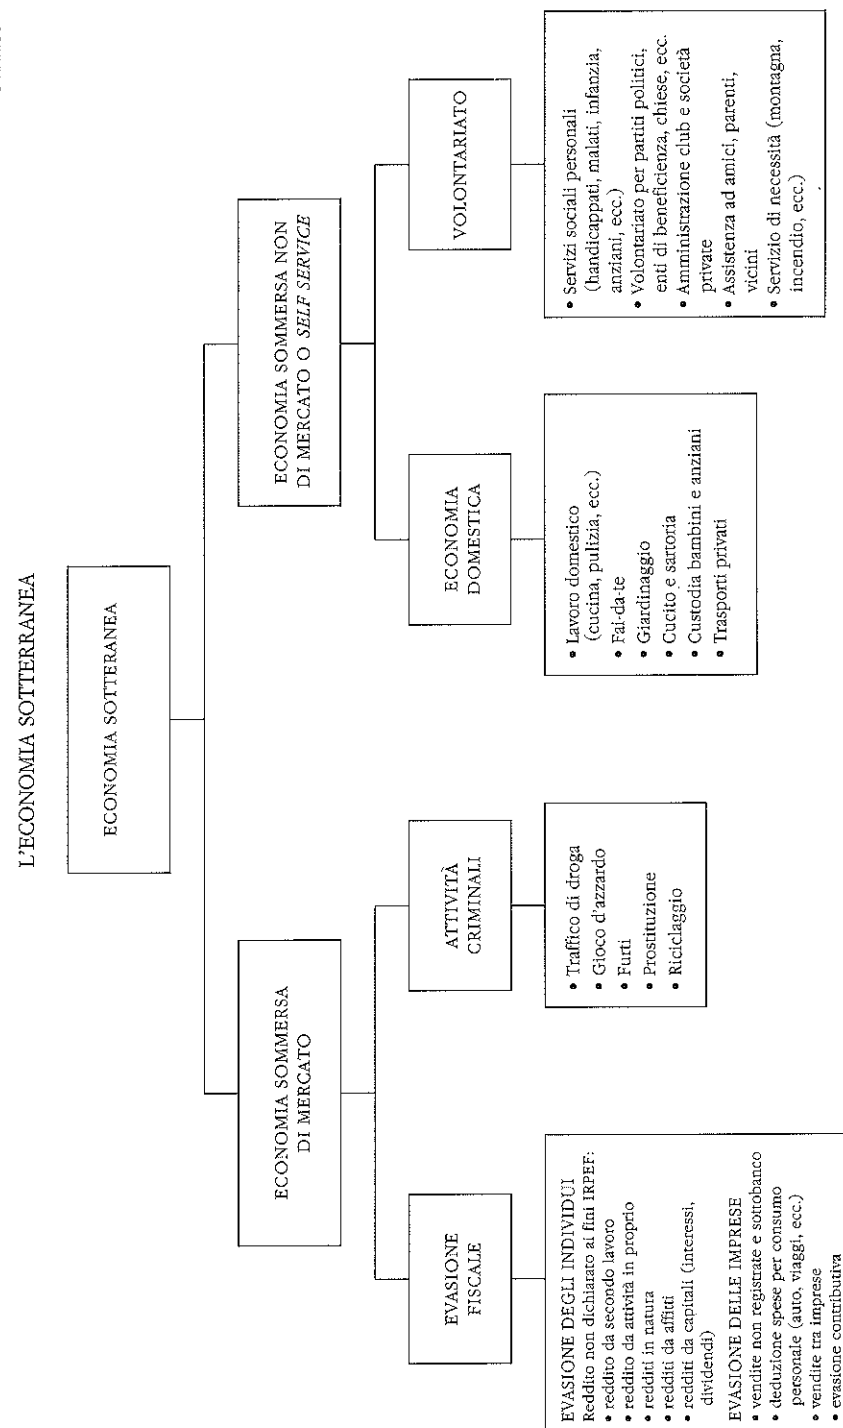 L'ECONOMIA SOTTERRANEA
ECONOMIA SOTTERANEA
ECONOMIA SOMMERSA
DI MERCATO
ECONOMIA SOMMERSA NON
DI MERCATO O SELF SERVICE
EVASIONE
FISCALE
ATTIVITÀ
CRIMINALI
ECONOMIA
DOMESTICA
VOLONTARIATO
EVASIONE DEGLI INDIVIDUI
Reddito non dichiarato ai fini IRPEF:
• reddito da secondo lavoro
• reddito da attività in proprio
• redditi in natura
• redditi da affitti
• redditi da capitali (interessi,
dividendi)
EVASIONE DELLE IMPRESE
• vendite non registrate e sottobanco
• deduzione spese per consumo
personale (auto, viaggi, ecc.)
• vendite tra imprese
• evasione contributiva
• Traffico di droga
• Gioco d'azzardo
• Furti
• Prostituzione
• Riciclaggio
• Lavoro domestico
(cucina, pulizia, ecc.)
• Fai-da-te
• Giardinaggio
• Cucito e sartoria
• Custodia bambini e anziani
• Trasporti privati
• Servizi sociali personali
(handicappati, malati, infanzia,
anziani, ecc.)
• Volontariato per partiti politici,
enti di beneficienza, chiese, ecc.
• Amministrazione club e società
private
• Assistenza ad amici, parenti,
vicini
• Servizio di necessità (montagna,
incendio, ecc.)